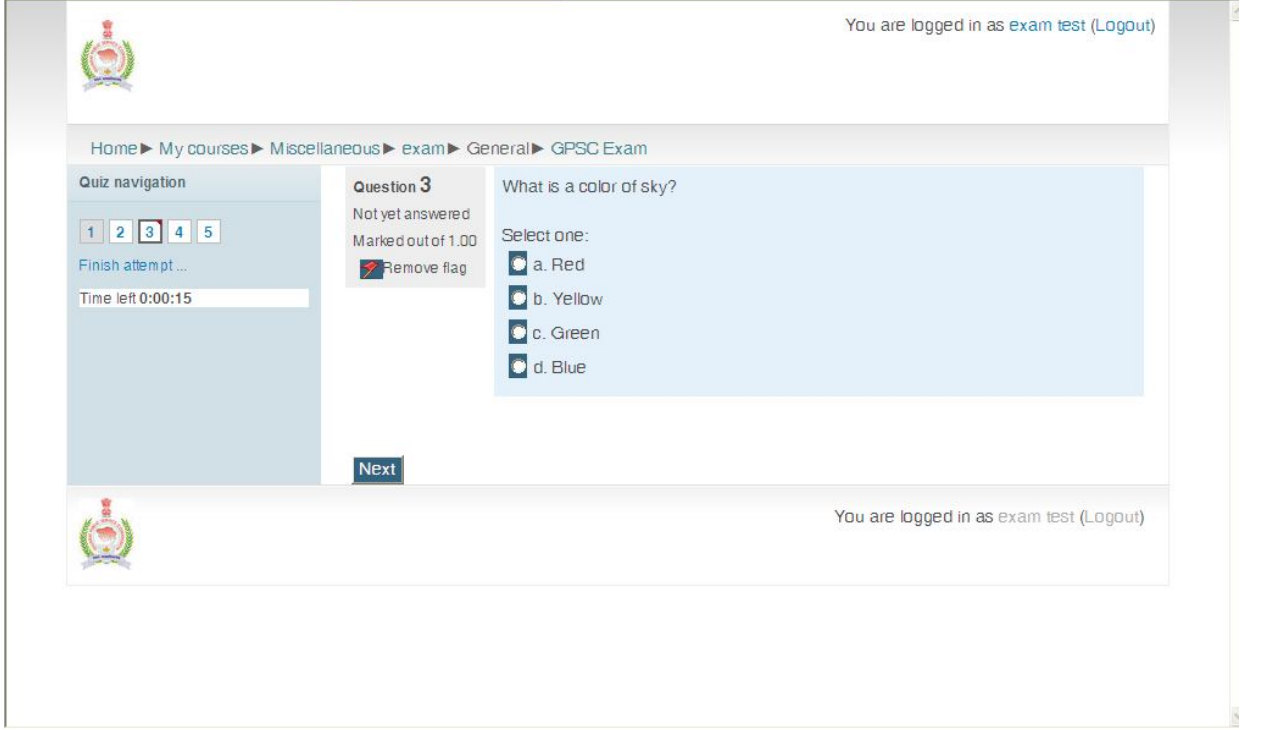 You are logged in as exam test (Logout)
Home► My courses► Miscellaneous► exam► General► GPSC Exam
Quiz navigation
1 2 3 4 5
Finish attempt ...
Time left 0:00:15
Question 3
Not yet answered
Marked out of 1.00
Remove flag
What is a color of sky?
Select one:
a. Red
b. Yellow
c. Green
d. Blue
Next
You are logged in as exam test (Logout)